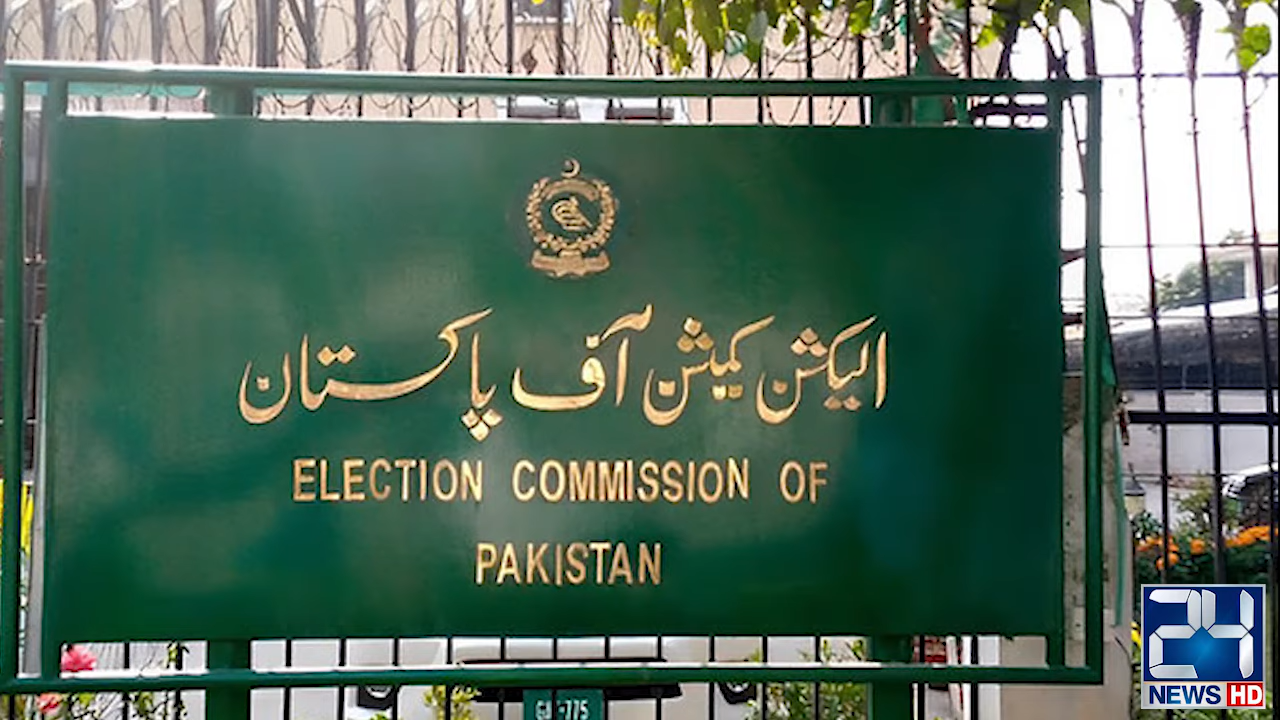 الیکشن کمیشن آف پاکستان
ELECTION COMMISSION OF
PAKISTAN
24
NEWS HD